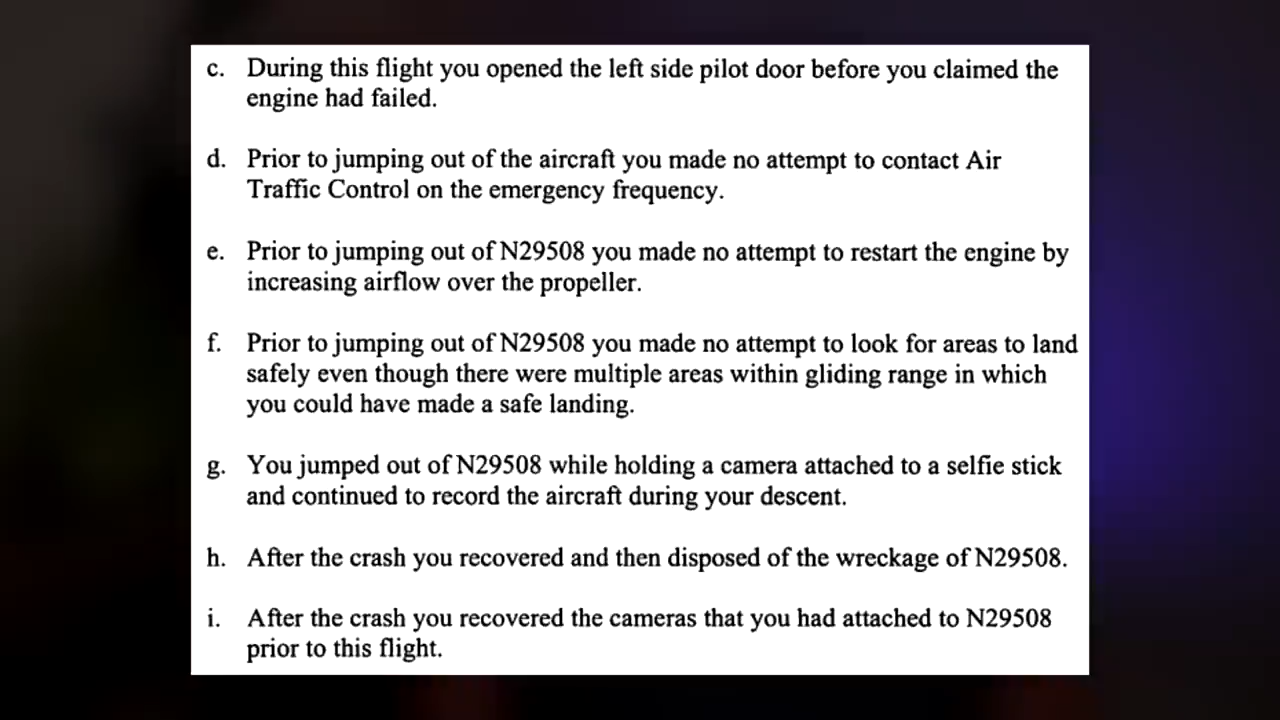 c. During this flight you opened the left side pilot door before you claimed the
engine had failed.
d. Prior to jumping out of the aircraft you made no attempt to contact Air
Traffic Control on the emergency frequency.
e. Prior to jumping out of N29508 you made no attempt to restart the engine by
increasing airflow over the propeller.
f. Prior to jumping out of N29508 you made no attempt to look for areas to land
safely even though there were multiple areas within gliding range in which
you could have made a safe landing.
g. You jumped out of N29508 while holding a camera attached to a selfie stick
and continued to record the aircraft during your descent.
h. After the crash you recovered and then disposed of the wreckage of N29508.
i. After the crash you recovered the cameras that you had attached to N29508
prior to this flight.